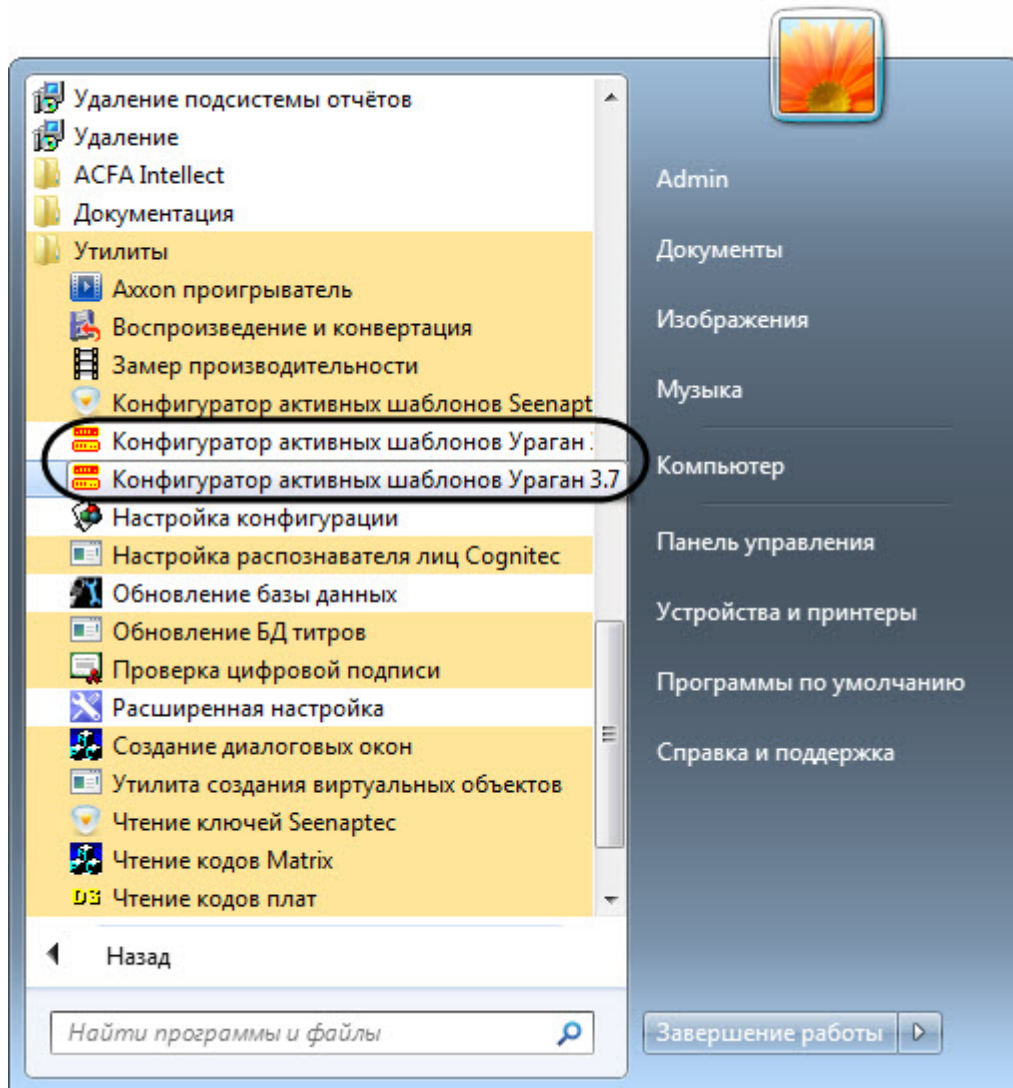 Удаление подсистемы отчётов
Удаление
ACFA Intellect
Документация
Утилиты
Axxon проигрыватель
Воспроизведение и конвертация
Замер производительности
Конфигуратор активных шаблонов Seenapt
Конфигуратор активных шаблонов Ураган
Конфигуратор активных шаблонов Ураган 3.7
Настройка конфигурации
Настройка распознавателя лиц Cognitec
Обновление базы данных
Обновление БД титров
Проверка цифровой подписи
Расширенная настройка
Создание диалоговых окон
Утилита создания виртуальных объектов
Чтение ключей Seenaptec
Чтение кодов Matrix
Чтение кодов плат
Назад
Найти программы и файлы
Admin
Документы
Изображения
Музыка
Компьютер
Панель управления
Устройства и принтеры
Программы по умолчанию
Справка и поддержка
Завершение работы